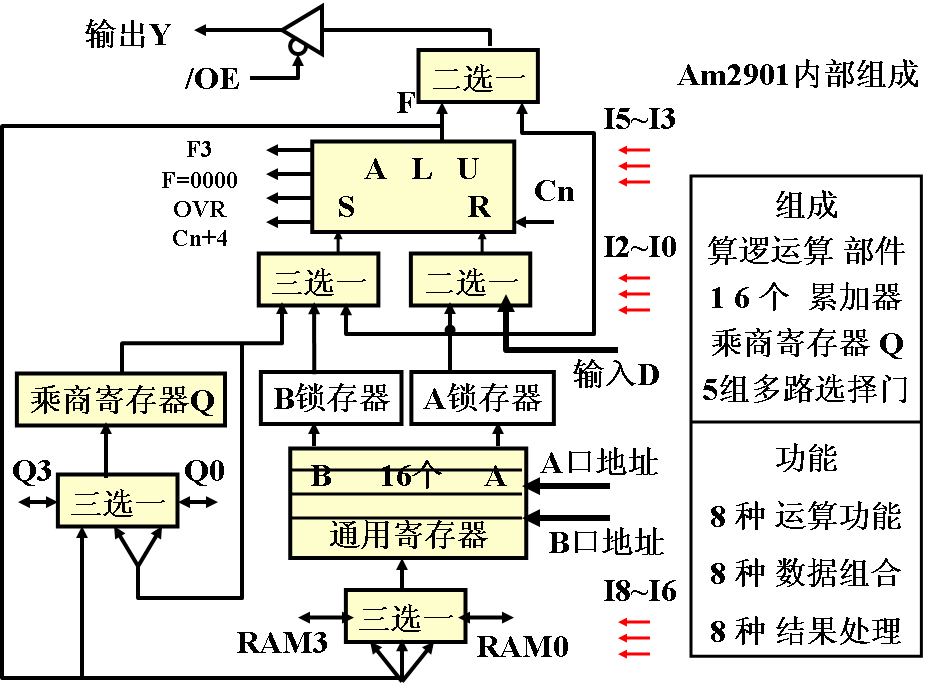 输出Y
/OE
二选一
Am2901内部组成
F
I5~I3
F3
F=0000
OVR
Cn+4
A L U
S R
Cn
I2~I0
三选一
二选一
输入D
乘商寄存器Q
B锁存器
A锁存器
Q3
Q0
三选一
B 16个 A
通用寄存器
A口地址
B口地址
I8~I6
三选一
RAM3
RAM0
组成
算逻运算 部件
1 6 个 累加器
乘商寄存器 Q
5组多路选择门
功能
8 种 运算功能
8 种 数据组合
8 种 结果处理